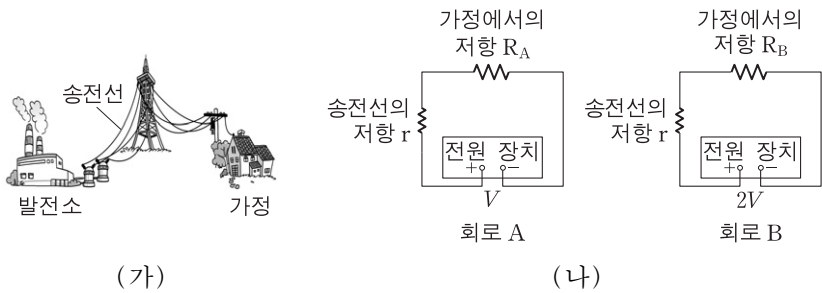 송전선
발전소
가정
(가)
가정에서의
저항 R_A
송전선의
저항 r
전원 장치
+ −
V
회로 A
가정에서의
저항 R_B
송전선의
저항 r
전원 장치
+ −
2V
회로 B
(나)